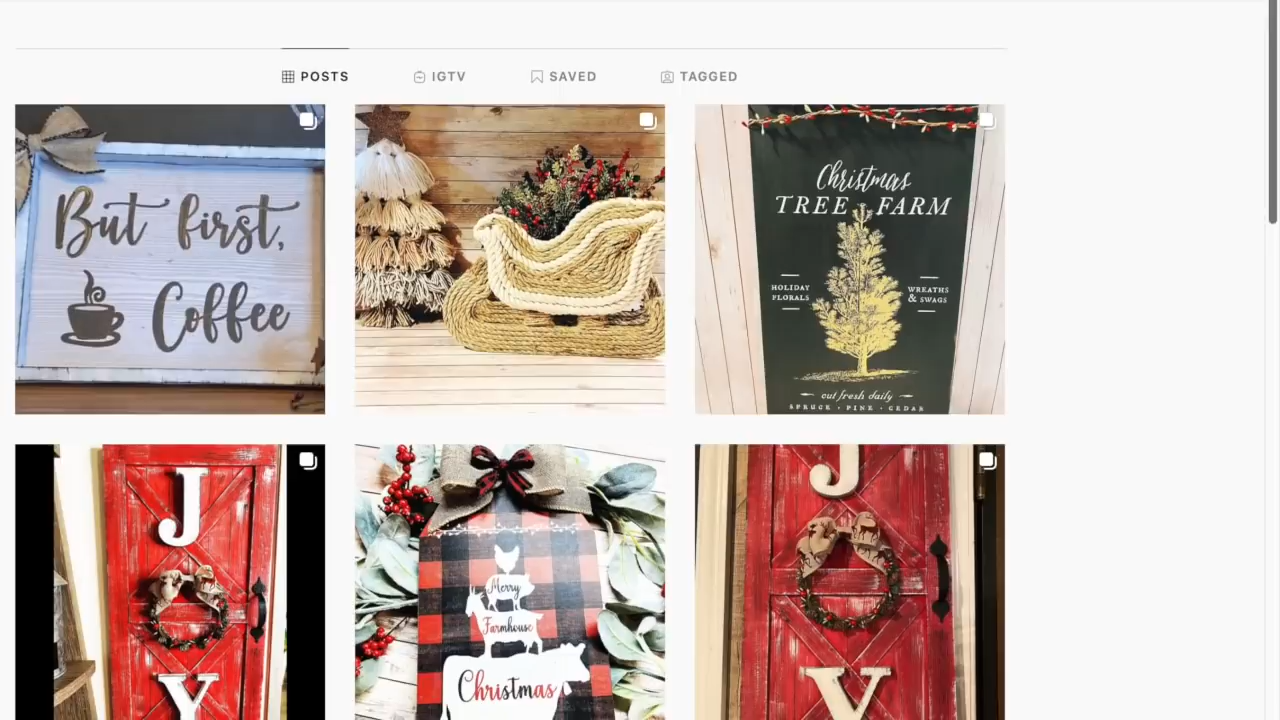 POSTS IGTV SAVED TAGGED
But first,
Coffee
Christmas
TREE FARM
HOLIDAY
FLORALS
WREATHS
& SWAGS
cut fresh daily
SPRUCE • PINE • CEDAR
J
Y
Merry
Farmhouse
Christmas
J
Y